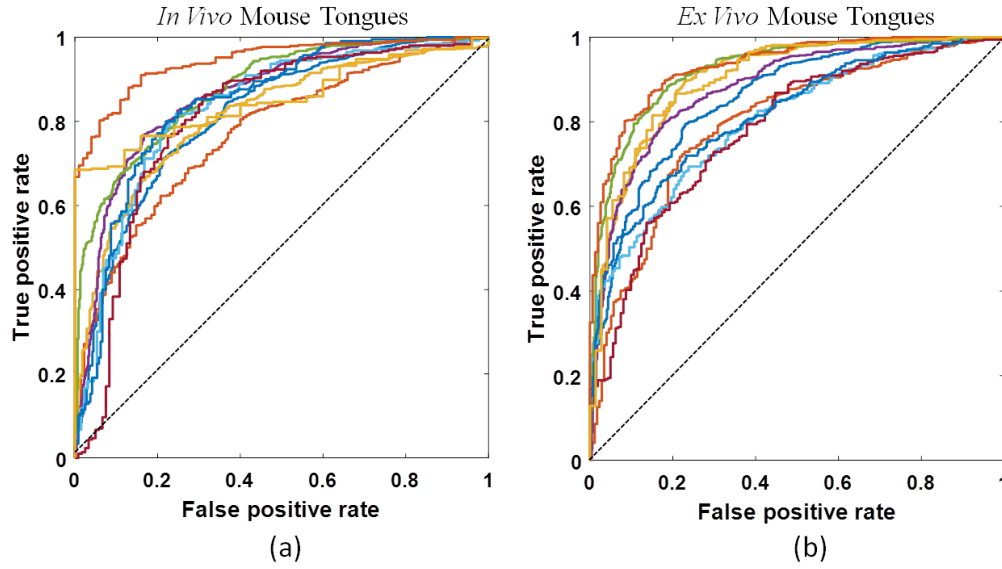 In Vivo Mouse Tongues
1
0.8
0.6
0.4
0.2
0
True positive rate
0 0.2 0.4 0.6 0.8 1
False positive rate
(a)
Ex Vivo Mouse Tongues
1
0.8
0.6
0.4
0.2
0
True positive rate
0 0.2 0.4 0.6 0.8 1
False positive rate
(b)